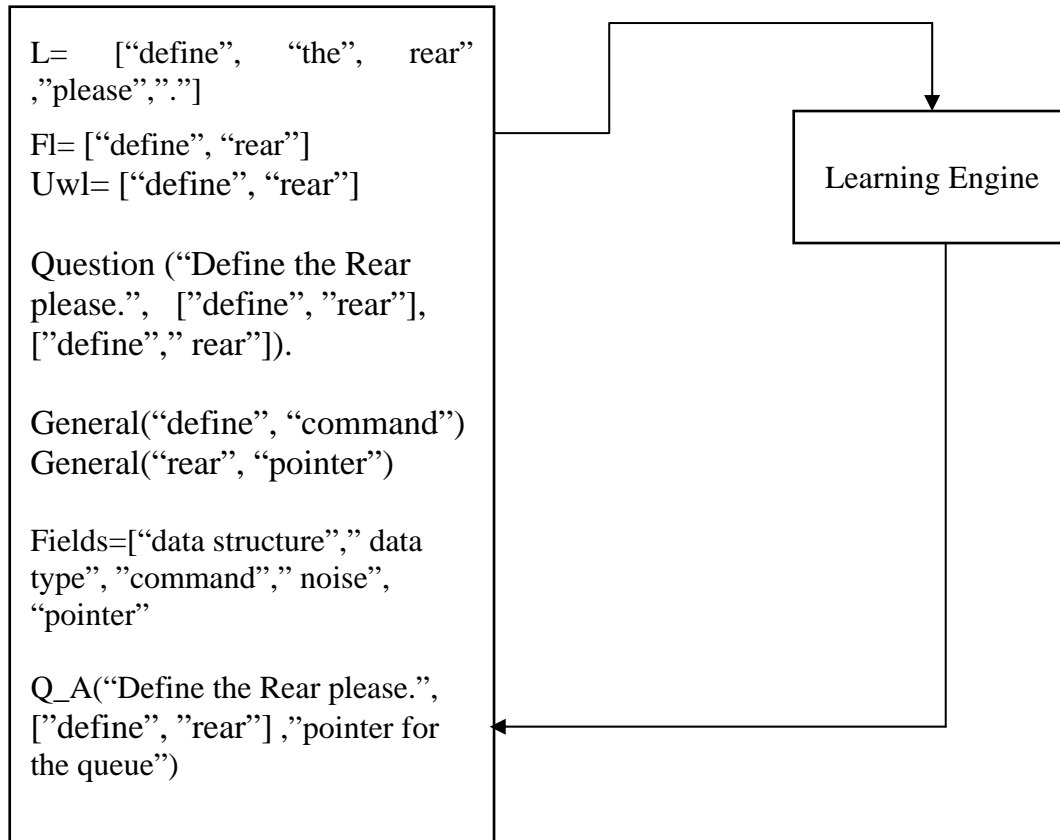 L= [“define”, “the”, rear”
,”please”,”.”]
Fl= [“define”, “rear”]
Uwl= [“define”, “rear”]
Question (“Define the Rear
please.”, [”define”, ”rear”],
[”define”,” rear”]).
General(“define”, “command”)
General(“rear”, “pointer”)
Fields=[“data structure”,” data
type”, ”command”,” noise”,
“pointer”
Q_A(“Define the Rear please.”,
[”define”, ”rear”] ,”pointer for
the queue”)
Learning Engine